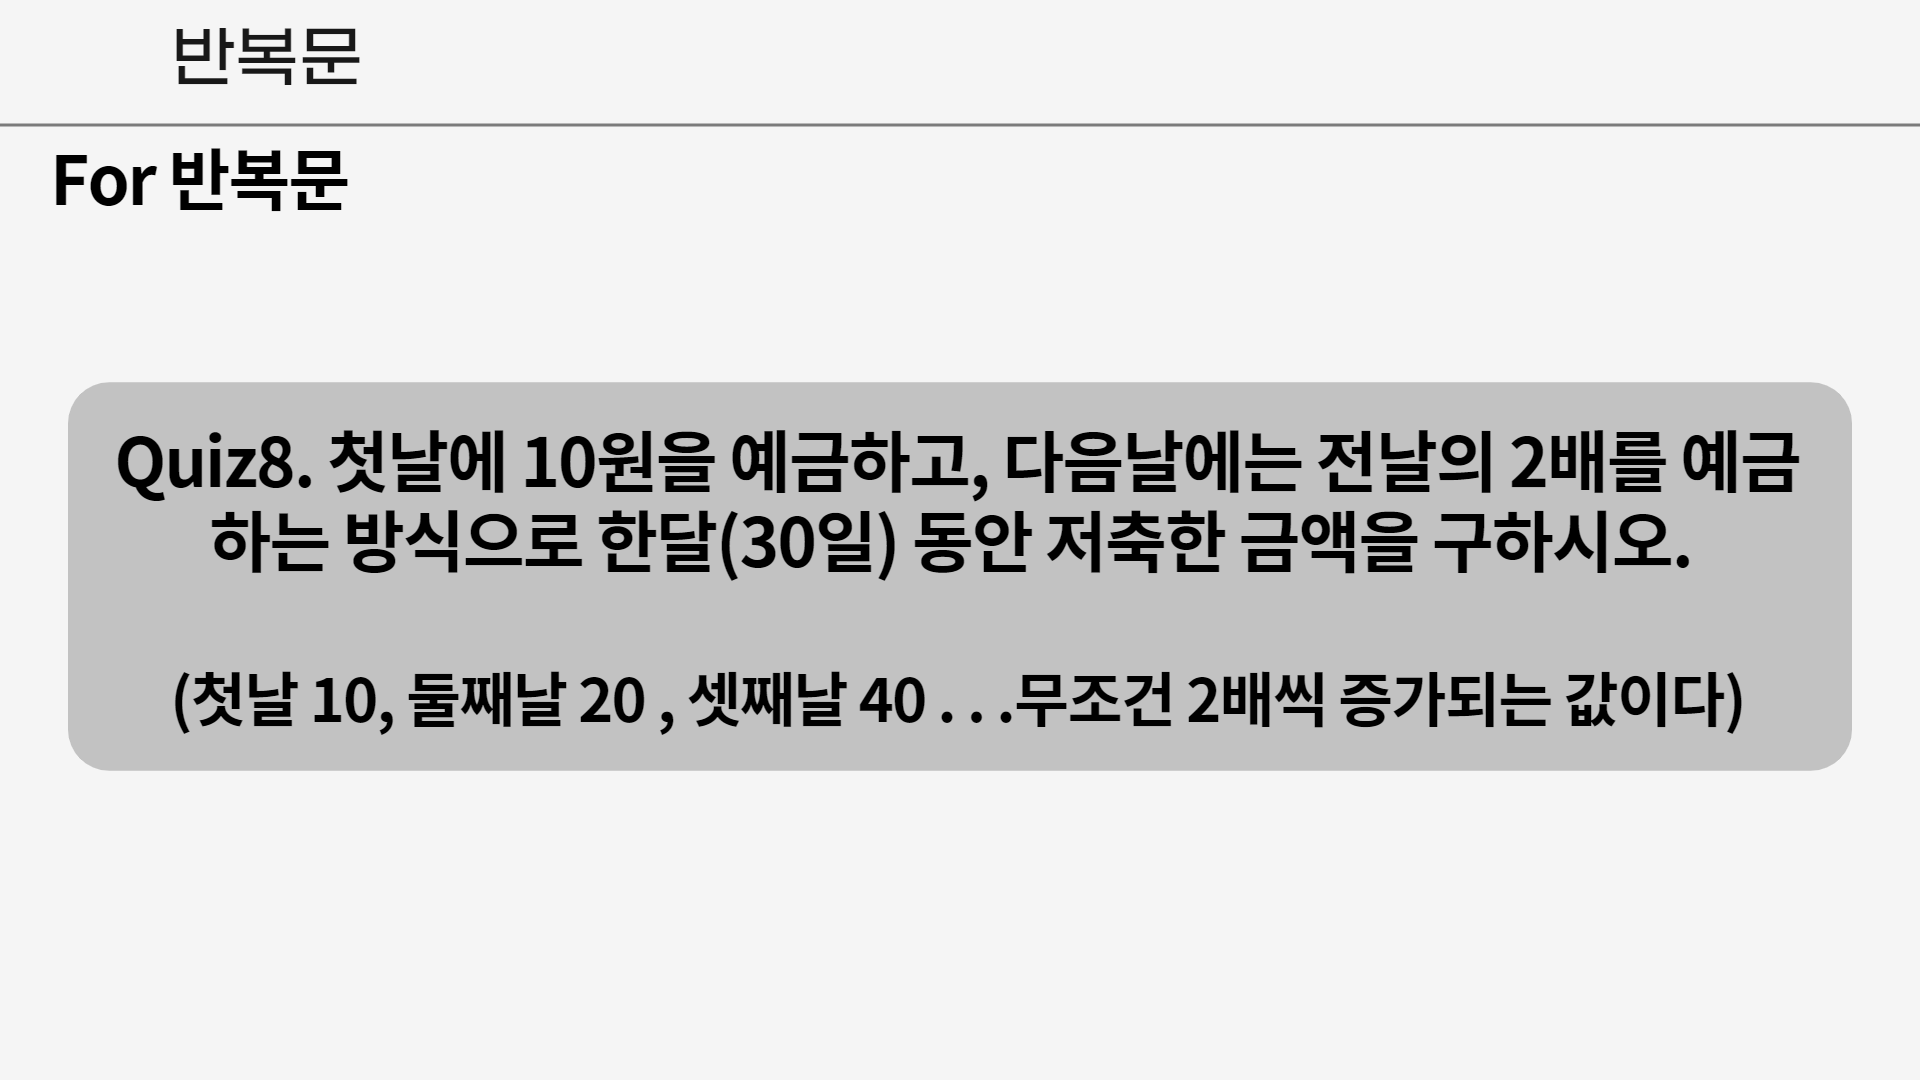 반복문
For 반복문
Quiz8. 첫날에 10원을 예금하고, 다음날에는 전날의 2배를 예금
하는 방식으로 한달(30일) 동안 저축한 금액을 구하시오.
(첫날 10, 둘째날 20 , 셋째날 40 . . .무조건 2배씩 증가되는 값이다)